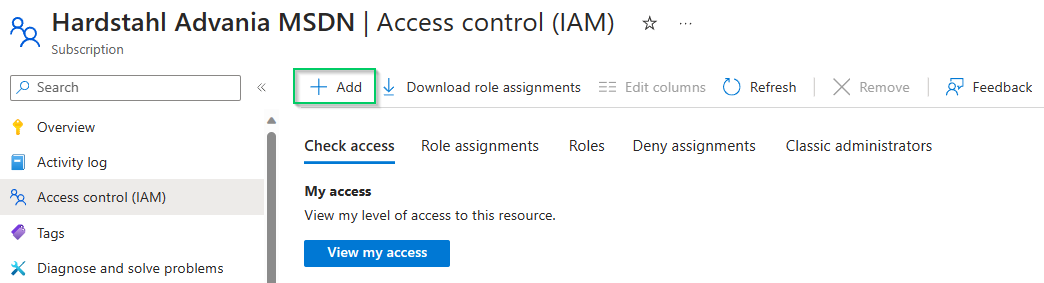 Hardstahl Advania MSDN | Access control (IAM) ☆ ···
Subscription
Search «
+ Add Download role assignments Edit columns Refresh Remove Feedback
Overview
Activity log
Access control (IAM)
Tags
Diagnose and solve problems
Check access Role assignments Roles Deny assignments Classic administrators
My access
View my level of access to this resource.
View my access